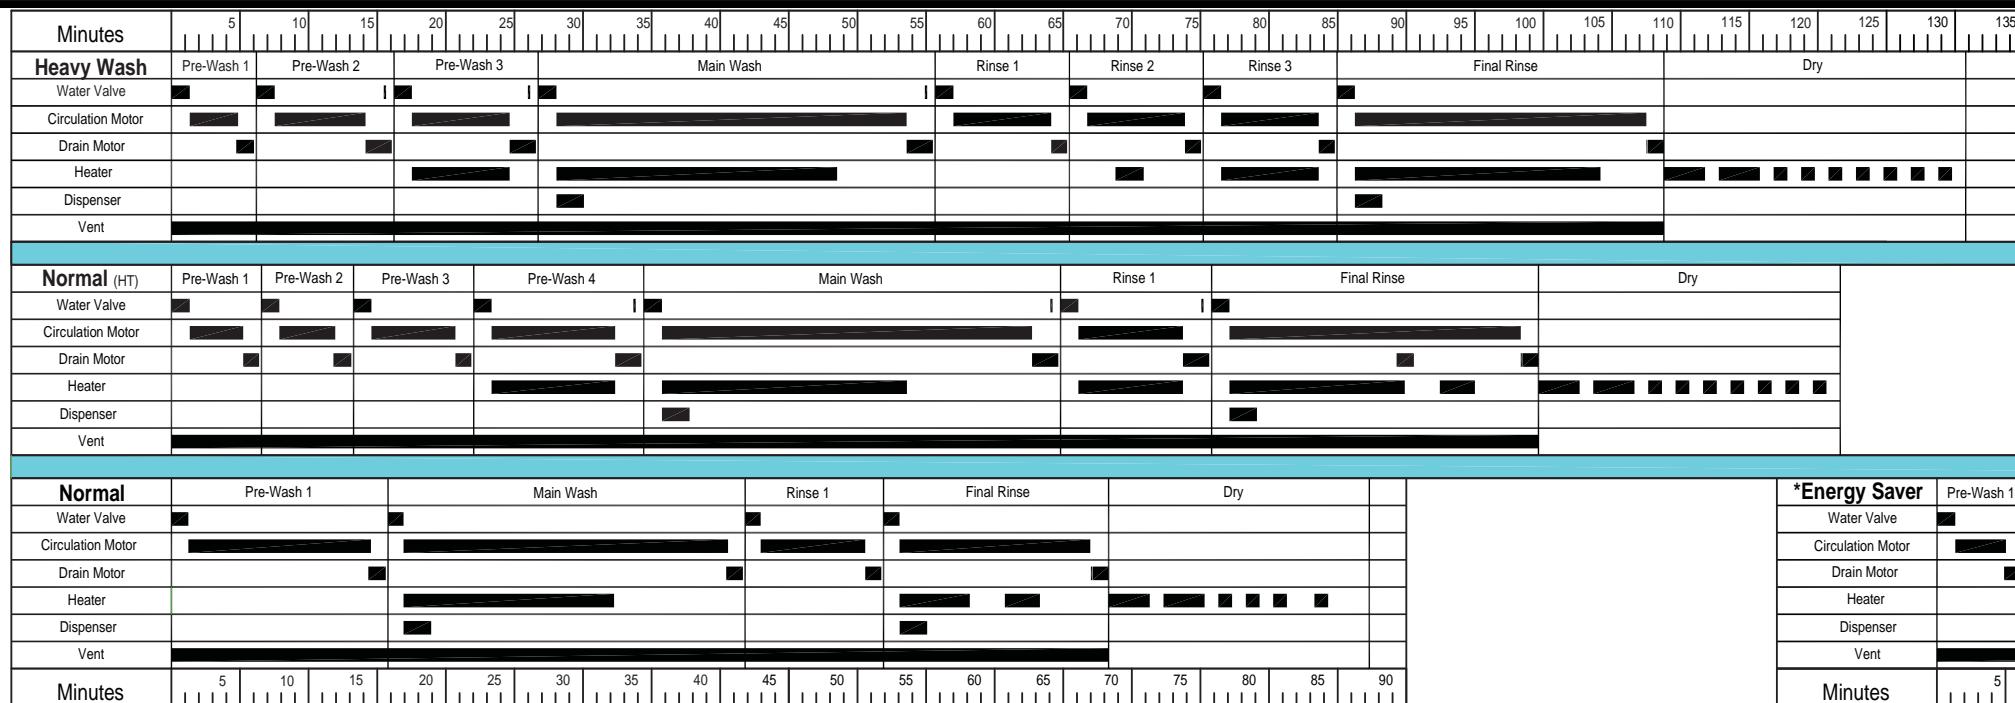 Minutes 5 10 15 20 25 30 35 40 45 50 55 60 65 70 75 80 85 90 95 100 105 110 115 120 125 130 135
Heavy Wash Pre-Wash 1 Pre-Wash 2 Pre-Wash 3 Main Wash Rinse 1 Rinse 2 Rinse 3 Final Rinse Dry
Water Valve
Circulation Motor
Drain Motor
Heater
Dispenser
Vent
Normal (HT) Pre-Wash 1 Pre-Wash 2 Pre-Wash 3 Pre-Wash 4 Main Wash Rinse 1 Final Rinse Dry
Water Valve
Circulation Motor
Drain Motor
Heater
Dispenser
Vent
Normal Pre-Wash 1 Main Wash Rinse 1 Final Rinse Dry *Energy Saver Pre-Wash 1
Water Valve Water Valve
Circulation Motor Circulation Motor
Drain Motor Drain Motor
Heater Heater
Dispenser Dispenser
Vent Vent
Minutes 5 10 15 20 25 30 35 40 45 50 55 60 65 70 75 80 85 90 Minutes 5